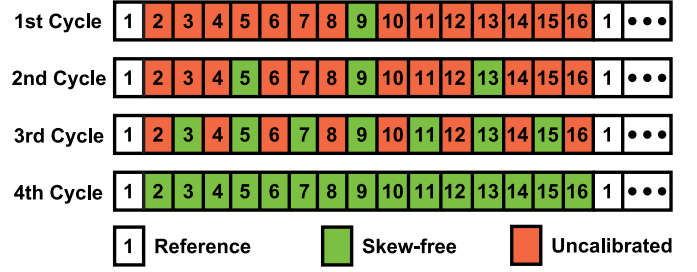 1st Cycle 1 2 3 4 5 6 7 8 9 10 11 12 13 14 15 16 1 •••
2nd Cycle 1 2 3 4 5 6 7 8 9 10 11 12 13 14 15 16 1 •••
3rd Cycle 1 2 3 4 5 6 7 8 9 10 11 12 13 14 15 16 1 •••
4th Cycle 1 2 3 4 5 6 7 8 9 10 11 12 13 14 15 16 1 •••
1 Reference Skew-free Uncalibrated